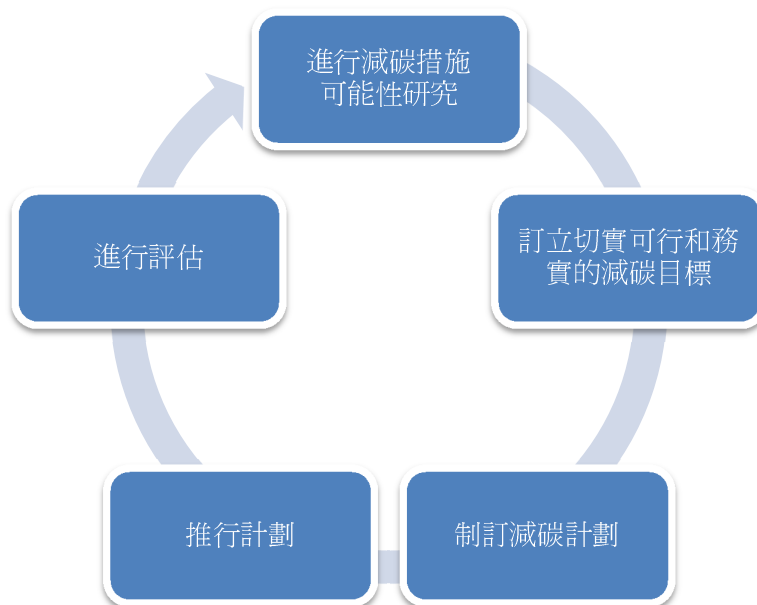 進行減碳措施
可能性研究
訂立切實可行和務
實的減碳目標
制訂減碳計劃
推行計劃
進行評估